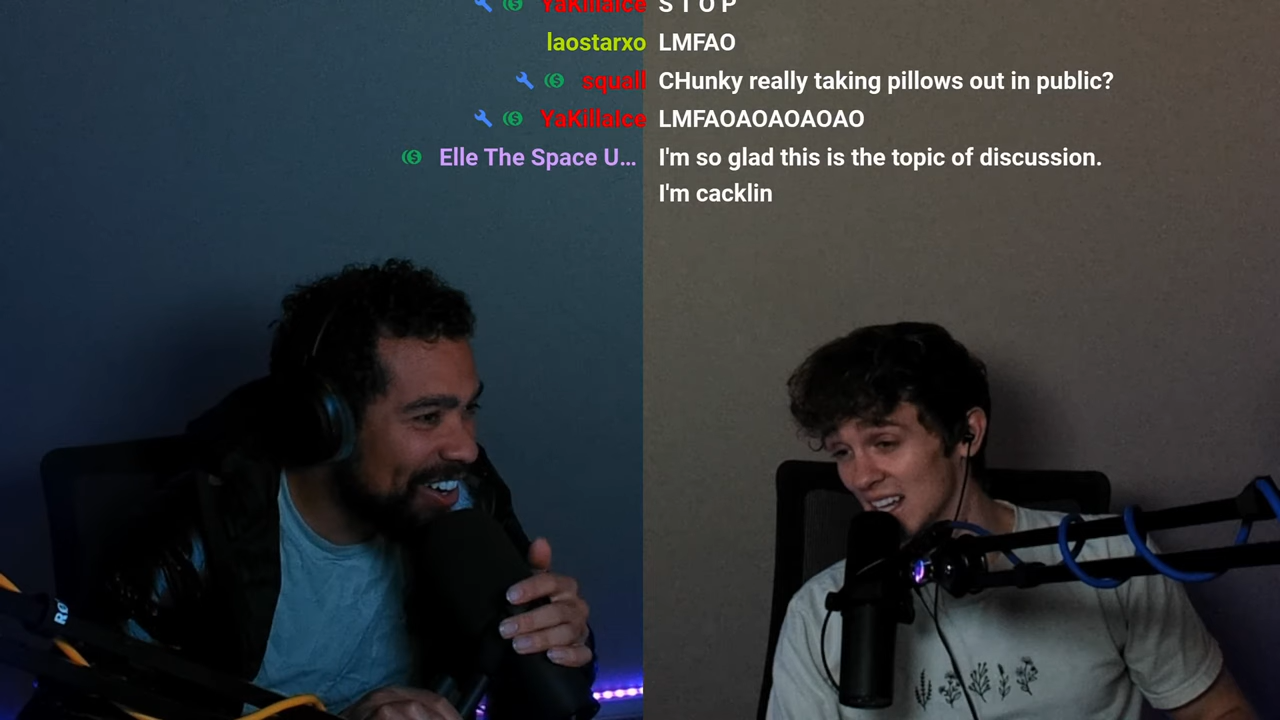 YaKillaIce S T O P
laostarxo LMFAO
squall CHunky really taking pillows out in public?
YaKillaIce LMFAOAOAOAOAO
Elle The Space U... I'm so glad this is the topic of discussion.
I'm cacklin